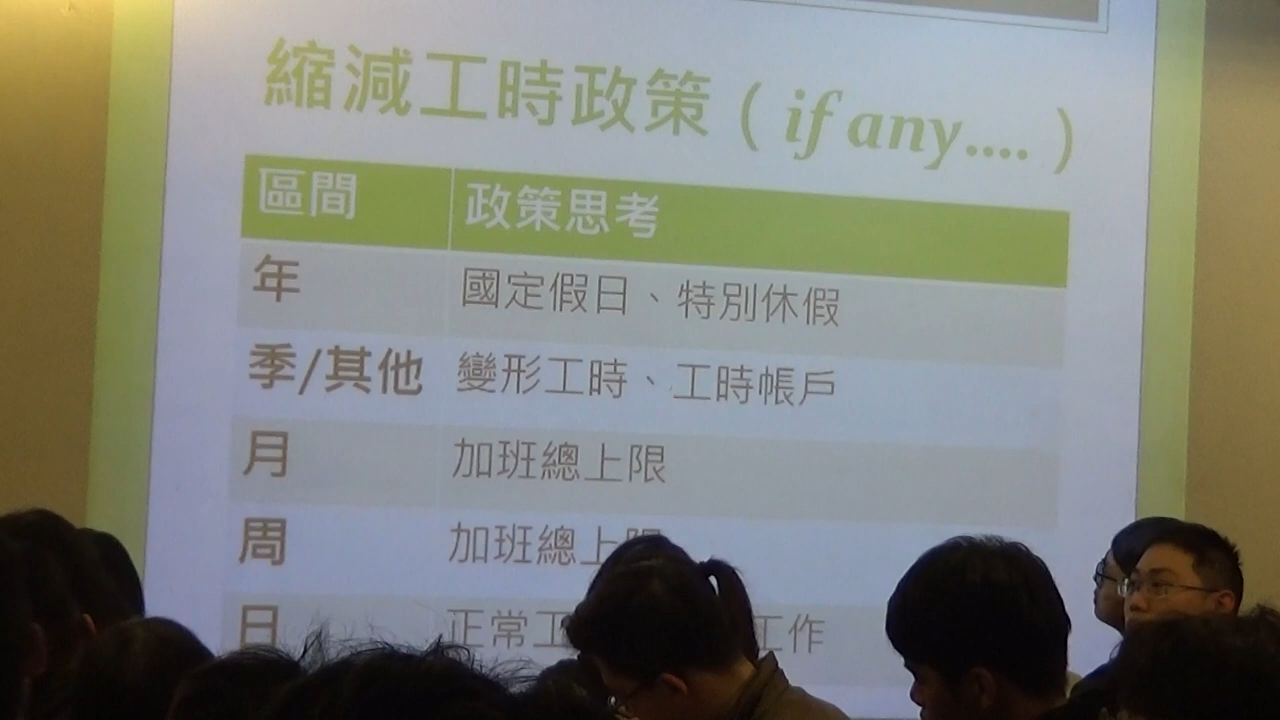 縮減工時政策 ( if any.... )
區間 政策思考
年 國定假日、特別休假
季/其他 變形工時、工時帳戶
月 加班總上限
周 加班總上限
日 正常工 工作